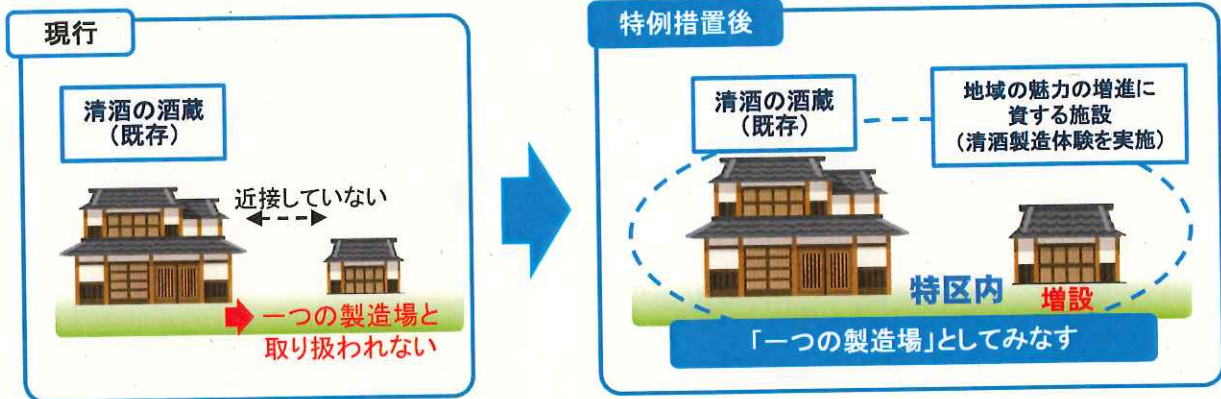 現行
清酒の酒蔵
(既存)
近接していない
一つの製造場と
取り扱われない
特例措置後
清酒の酒蔵
(既存)
地域の魅力の増進に
資する施設
(清酒製造体験を実施)
特区内
増設
「一つの製造場」としてみなす